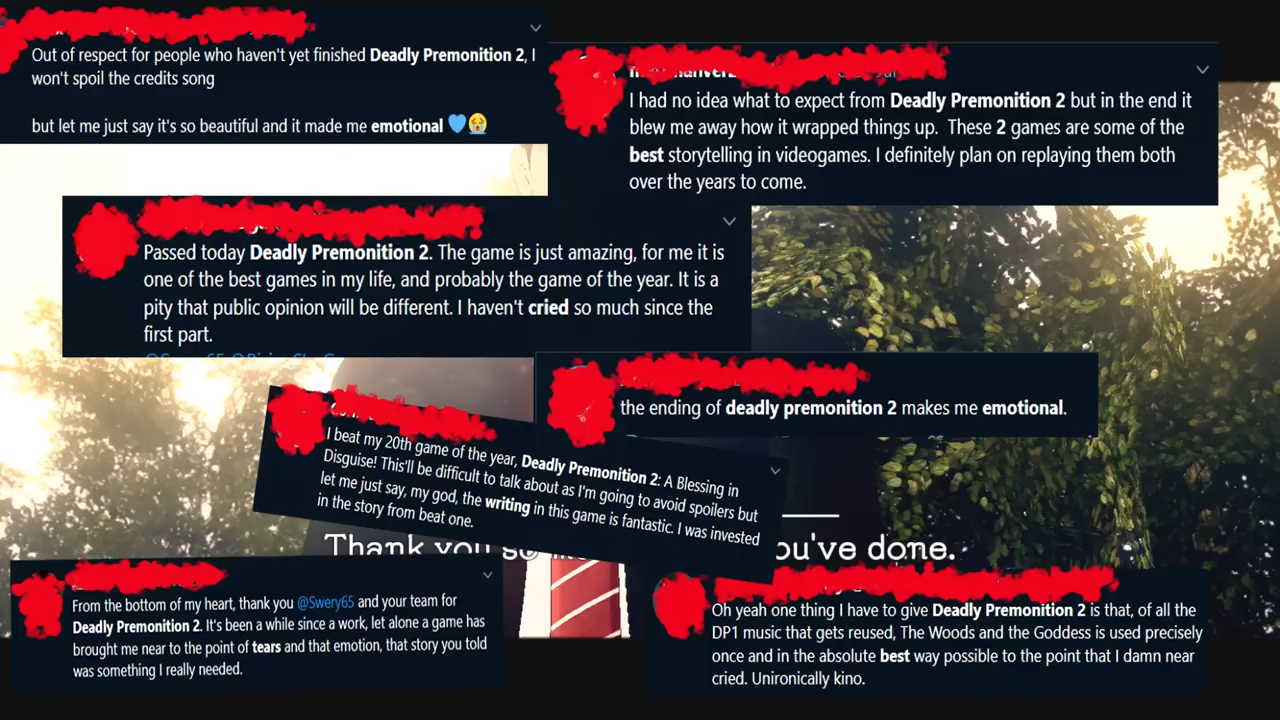 Out of respect for people who haven't yet finished Deadly Premonition 2, I
won't spoil the credits song
but let me just say it's so beautiful and it made me emotional 💙😭
I had no idea what to expect from Deadly Premonition 2 but in the end it
blew me away how it wrapped things up. These 2 games are some of the
best storytelling in videogames. I definitely plan on replaying them both
over the years to come.
Passed today Deadly Premonition 2. The game is just amazing, for me it is
one of the best games in my life, and probably the game of the year. It is a
pity that public opinion will be different. I haven't cried so much since the
first part.
the ending of deadly premonition 2 makes me emotional.
I beat my 20th game of the year, Deadly Premonition 2: A Blessing in
Disguise! This'll be difficult to talk about as I'm going to avoid spoilers but
let me just say, my god, the writing in this game is fantastic. I was invested
in the story from beat one.
Thank you you've done.
From the bottom of my heart, thank you @Swery65 and your team for
Deadly Premonition 2. It's been a while since a work, let alone a game has
brought me near to the point of tears and that emotion, that story you told
was something I really needed.
Oh yeah one thing I have to give Deadly Premonition 2 is that, of all the
DP1 music that gets reused, The Woods and the Goddess is used precisely
once and in the absolute best way possible to the point that I damn near
cried. Unironically kino.